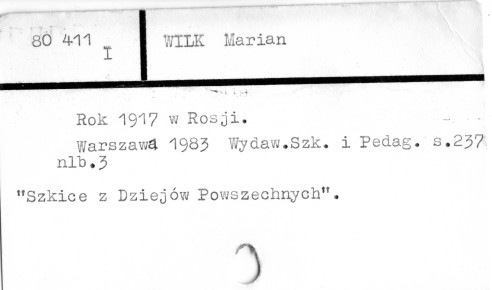 80 411
I
WILK Marian
Rok 1917 w Rosji.
Warszawa 1983 Wydaw.Szk. i Pedag. s.237
nlb.3
"Szkice z Dziejów Powszechnych".